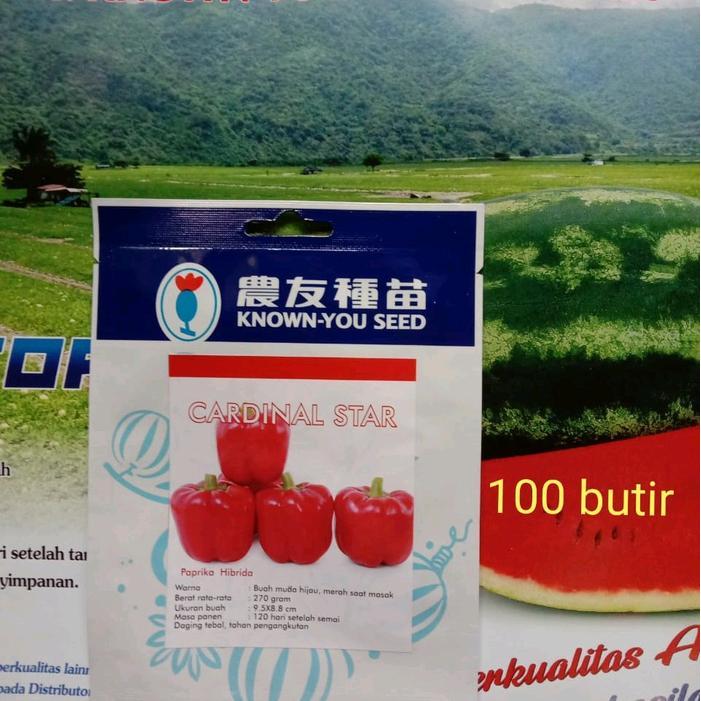 農友種苗
KNOWN-YOU SEED
CARDINAL STAR
Paprika Hibrida
Warna : Buah muda hijau, merah saat masak
Berat rata-rata : 270 gram
Ukuran buah : 9.5X8.8 cm
Masa panen : 120 hari setelah semai
Daging tebal, tahan pengangkutan
100 butir
ri setelah tar
yimpanan.
perkualitas lainn
pada Distributo
erkualitas A